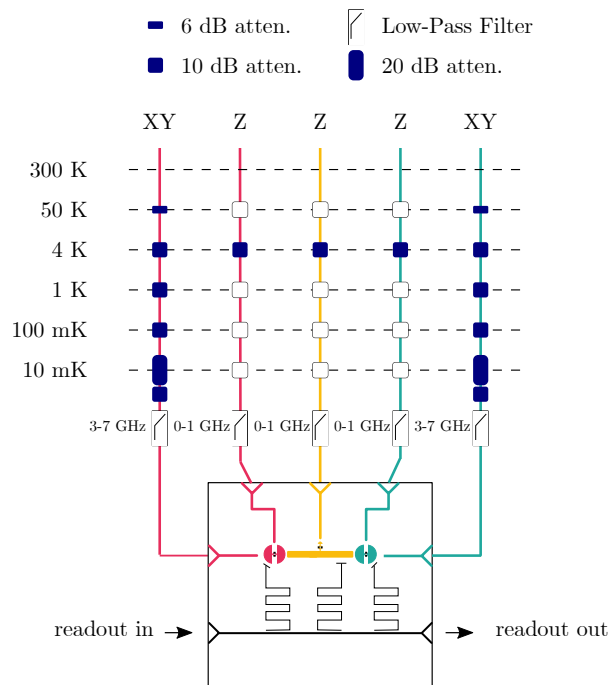 6 dB atten. Low-Pass Filter
10 dB atten. 20 dB atten.
XY Z Z Z XY
300 K
50 K
4 K
1 K
100 mK
10 mK
3-7 GHz 0-1 GHz 0-1 GHz 0-1 GHz 3-7 GHz
readout in readout out